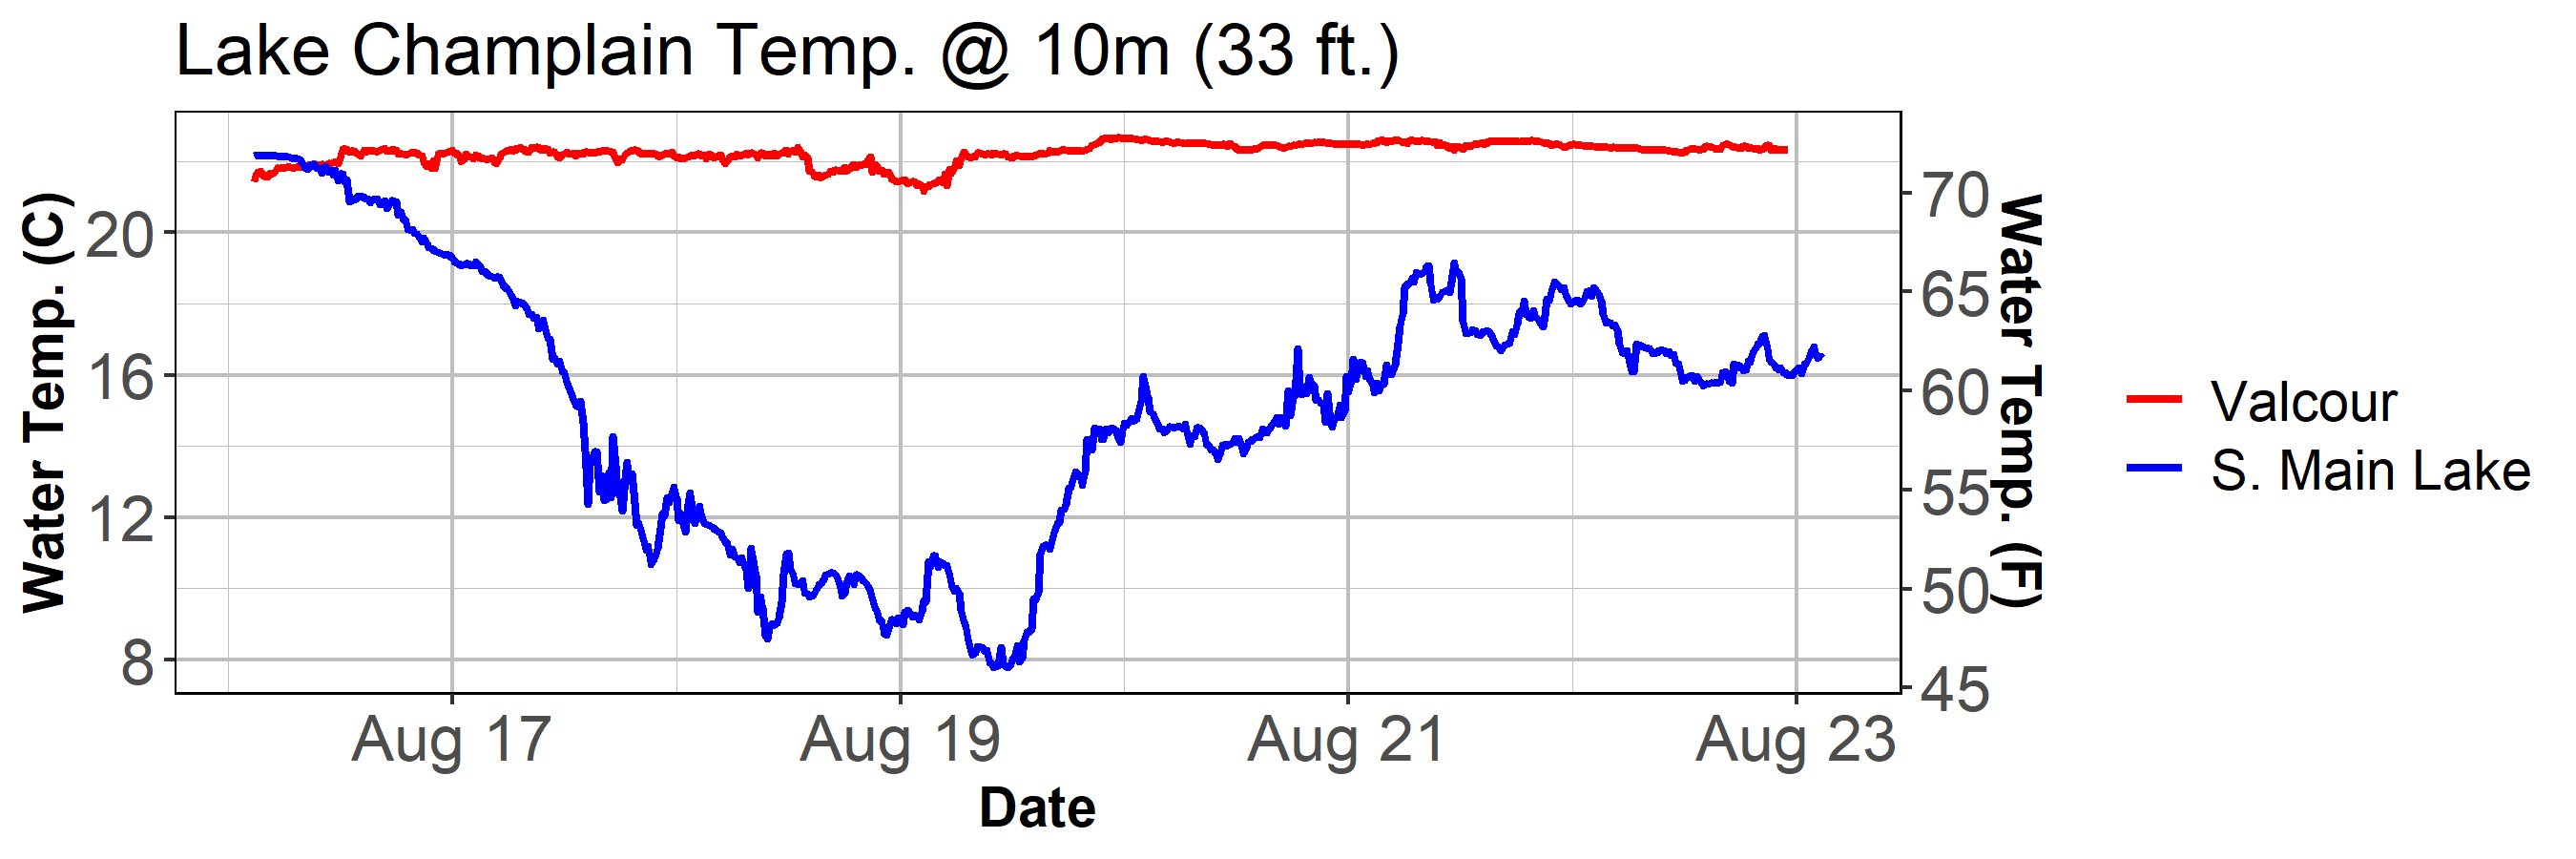 Lake Champlain Temp. @ 10m (33 ft.)
Water Temp. (C)
20
16
12
8
70
65
60
55
50
45
Water Temp. (F)
Aug 17
Aug 19
Aug 21
Aug 23
Date
Valcour
S. Main Lake